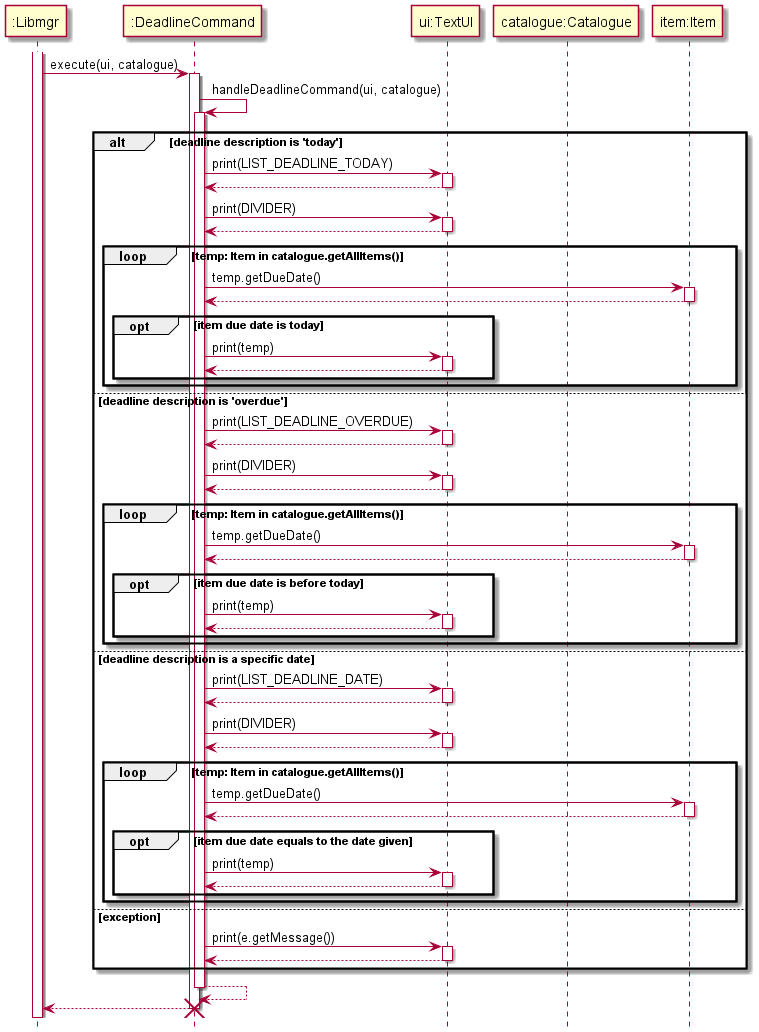 :Libmgr :DeadlineCommand ui:TextUI catalogue:Catalogue item:Item
execute(ui, catalogue)
handleDeadlineCommand(ui, catalogue)
alt [deadline description is 'today']
print(LIST_DEADLINE_TODAY)
print(DIVIDER)
loop [temp: Item in catalogue.getAllItems()]
temp.getDueDate()
opt [item due date is today]
print(temp)
[deadline description is 'overdue']
print(LIST_DEADLINE_OVERDUE)
print(DIVIDER)
loop [temp: Item in catalogue.getAllItems()]
temp.getDueDate()
opt [item due date is before today]
print(temp)
[deadline description is a specific date]
print(LIST_DEADLINE_DATE)
print(DIVIDER)
loop [temp: Item in catalogue.getAllItems()]
temp.getDueDate()
opt [item due date equals to the date given]
print(temp)
[exception]
print(e.getMessage())